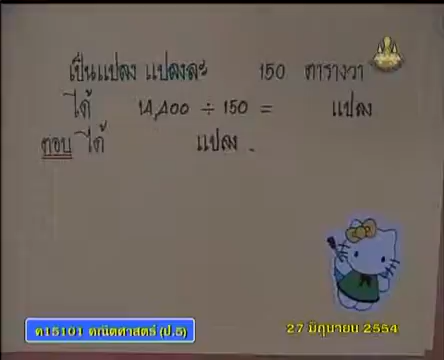 เป็นแปลง แปลงละ 150 ตารางวา
ได้ 14,400 ÷ 150 = แปลง
ตอบ ได้ แปลง .
ค15101 คณิตศาสตร์ (ป.5)
27 มิถุนายน 2554